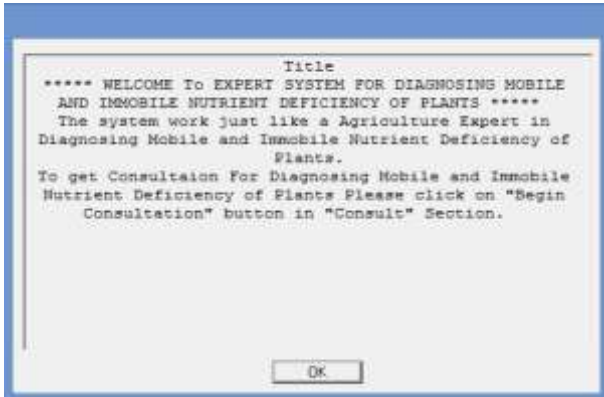 Title
***** WELCOME To EXPERT SYSTEM FOR DIAGNOSING MOBILE
AND IMMOBILE NUTRIENT DEFICIENCY OF PLANTS *****
The system work just like a Agriculture Expert in
Diagnosing Mobile and Immobile Nutrient Deficiency of
Plants.
To get Consultaion For Diagnosing Mobile and Immobile
Nutrient Deficiency of Plants Please click on "Begin
Consultation" button in "Consult" Section.
OK